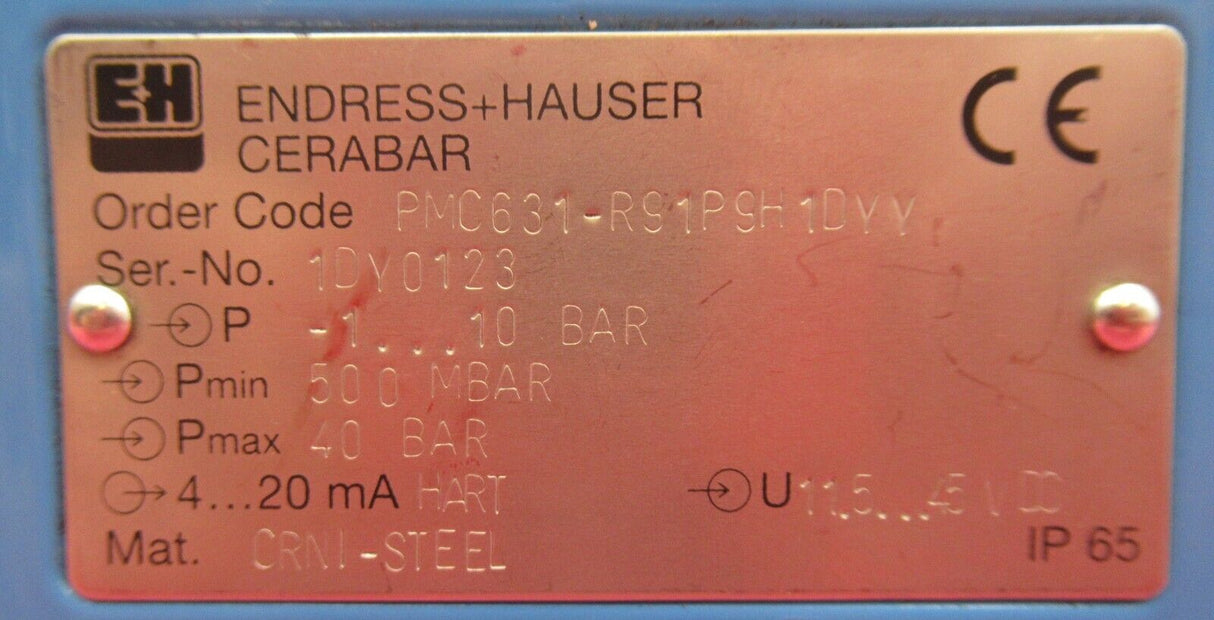 E+H
ENDRESS+HAUSER
CERABAR
CE
Order Code PMC631-R91P9H1DYY
Ser.-No. 1DY0123
P -1...10 BAR
Pmin 500 MBAR
Pmax 40 BAR
4...20 mA HART U 11.5...45 V DC
Mat. CRNI-STEEL IP 65